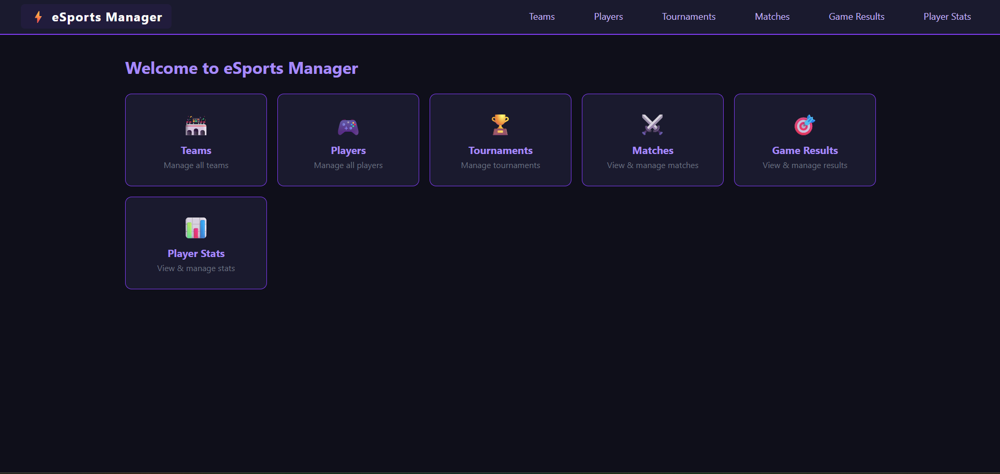 eSports Manager
Teams
Players
Tournaments
Matches
Game Results
Player Stats
Welcome to eSports Manager
Teams
Manage all teams
Players
Manage all players
Tournaments
Manage tournaments
Matches
View & manage matches
Game Results
View & manage results
Player Stats
View & manage stats